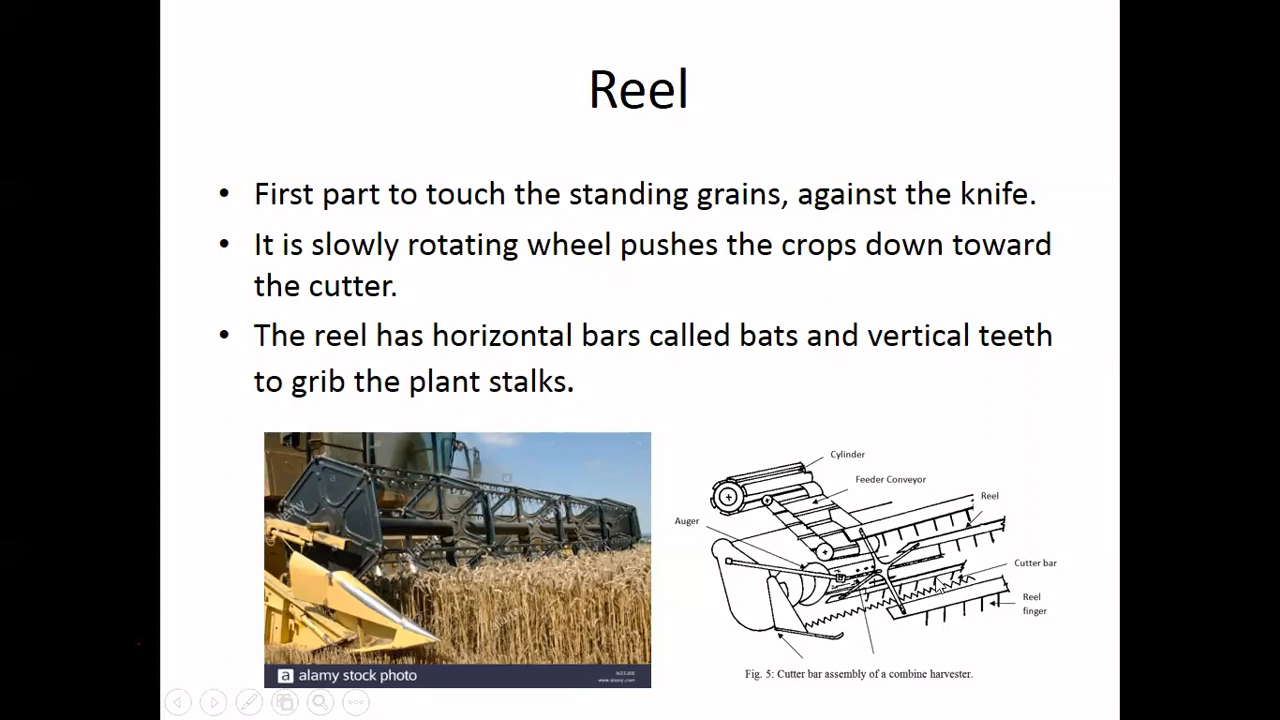 Reel
• First part to touch the standing grains, against the knife.
• It is slowly rotating wheel pushes the crops down toward
the cutter.
• The reel has horizontal bars called bats and vertical teeth
to grib the plant stalks.
Cylinder
Feeder Conveyor
Reel
Auger
Cutter bar
Reel
finger
a alamy stock photo
www.alamy.com
Fig. 5: Cutter bar assembly of a combine harvester.